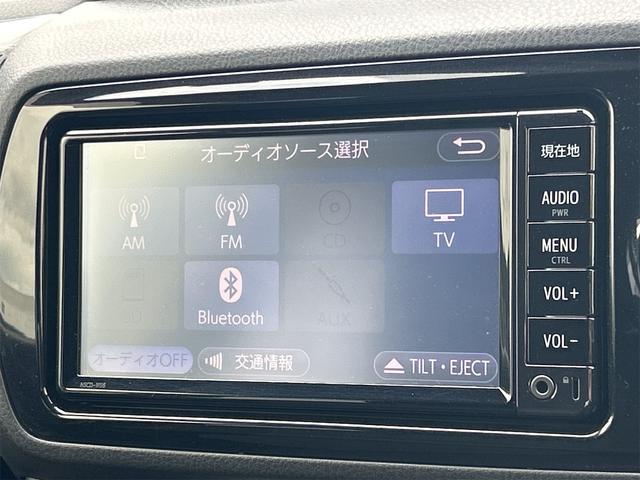 オーディオソース選択
AM
FM
CD
TV
SD
Bluetooth
AUX
オーディオOFF
交通情報
TILT・EJECT
現在地
AUDIO
PWR
MENU
CTRL
VOL+
VOL-